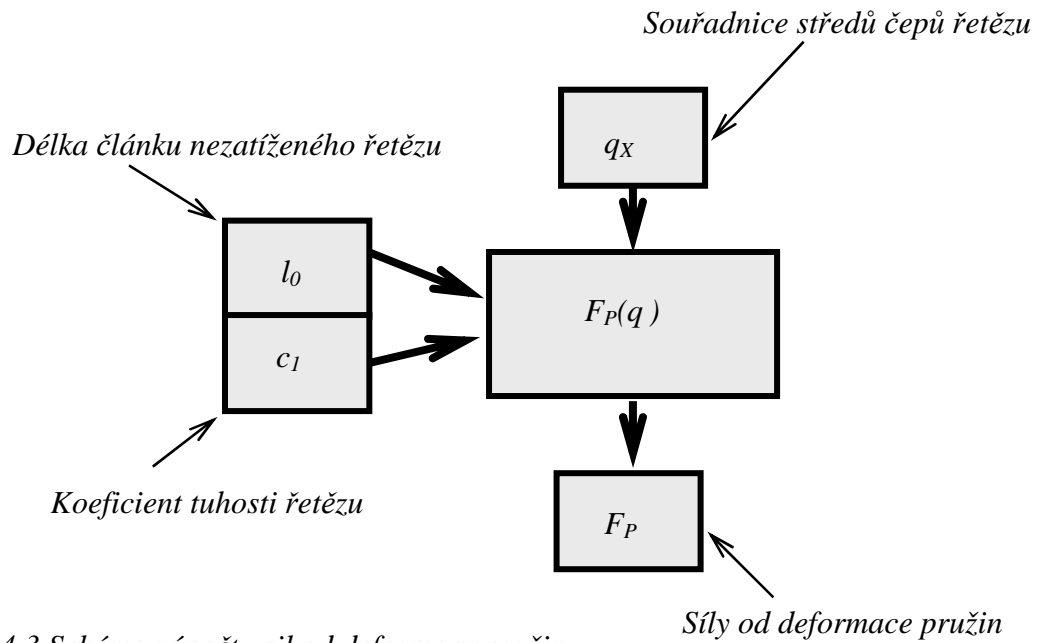 Souřadnice středů čepů řetězu
q_X
Délka článku nezatíženého řetězu
l_0
c_1
F_P(q )
Koeficient tuhosti řetězu
F_P
Síly od deformace pružin